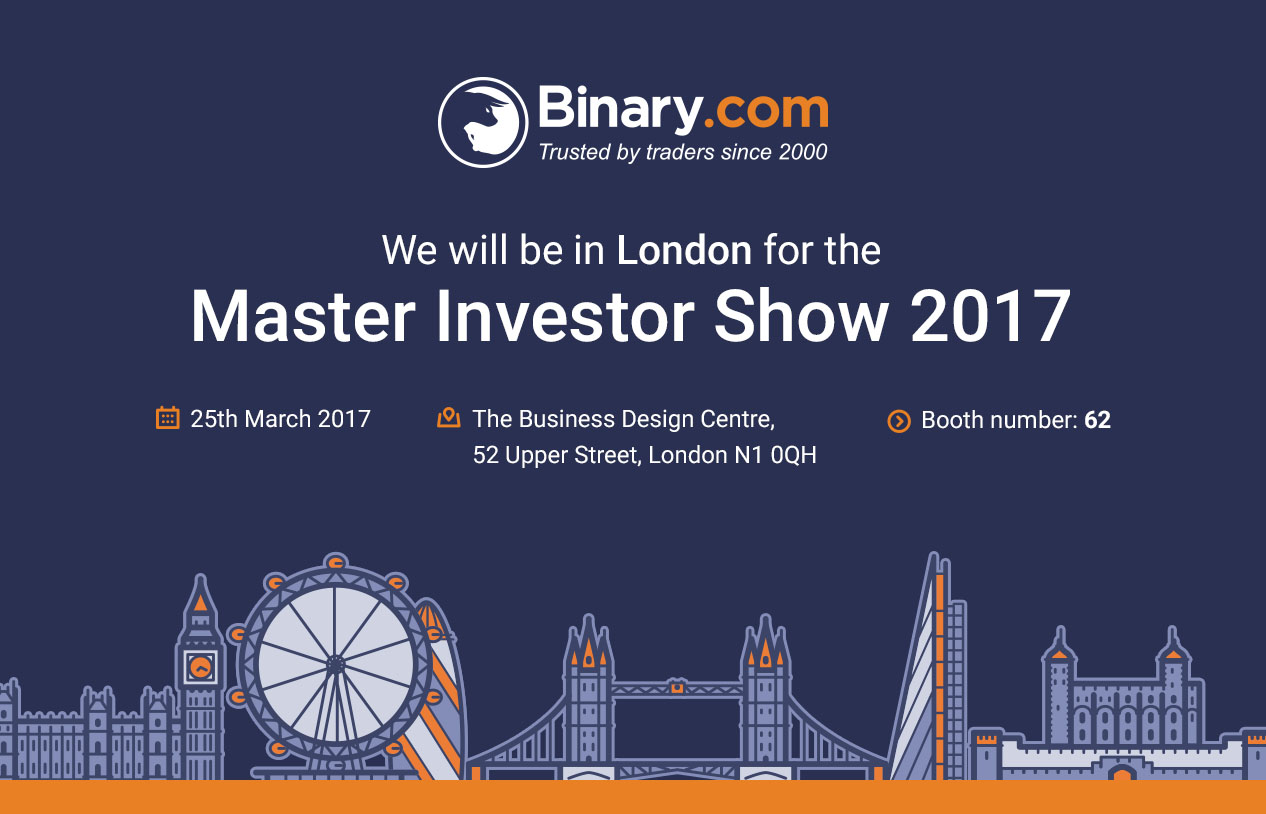 Binary.com
Trusted by traders since 2000
We will be in London for the
Master Investor Show 2017
25th March 2017
The Business Design Centre,
52 Upper Street, London N1 0QH
Booth number: 62